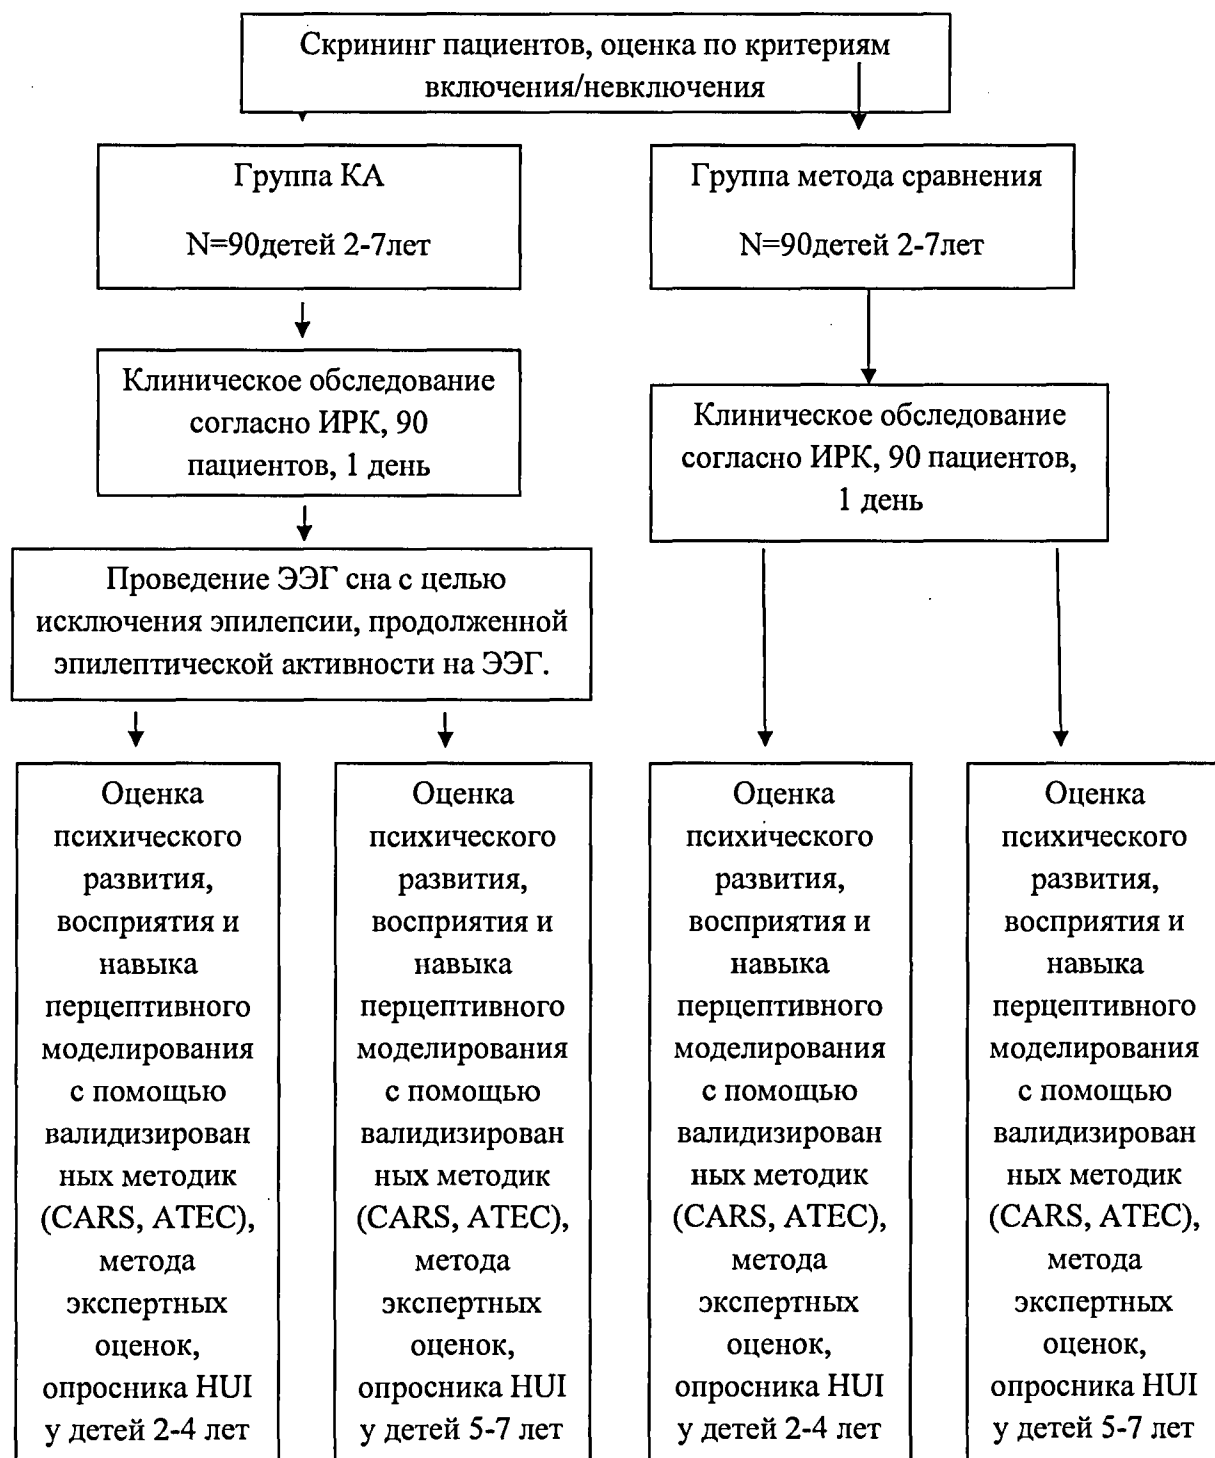 Скрининг пациентов, оценка по критериям
включения/невключения
Группа КА
N=90детей 2-7лет
Группа метода сравнения
N=90детей 2-7лет
Клиническое обследование
согласно ИРК, 90
пациентов, 1 день
Клиническое обследование
согласно ИРК, 90 пациентов,
1 день
Проведение ЭЭГ сна с целью
исключения эпилепсии, продолженной
эпилептической активности на ЭЭГ.
Оценка
психического
развития,
восприятия и
навыка
перцептивного
моделирования
с помощью
валидизирован
ных методик
(CARS, ATEC),
метода
экспертных
оценок,
опросника HUI
у детей 2-4 лет
Оценка
психического
развития,
восприятия и
навыка
перцептивного
моделирования
с помощью
валидизирован
ных методик
(CARS, ATEC),
метода
экспертных
оценок,
опросника HUI
у детей 5-7 лет
Оценка
психического
развития,
восприятия и
навыка
перцептивного
моделирования
с помощью
валидизирован
ных методик
(CARS, ATEC),
метода
экспертных
оценок,
опросника HUI
у детей 2-4 лет
Оценка
психического
развития,
восприятия и
навыка
перцептивного
моделирования
с помощью
валидизирован
ных методик
(CARS, ATEC),
метода
экспертных
оценок,
опросника HUI
у детей 5-7 лет